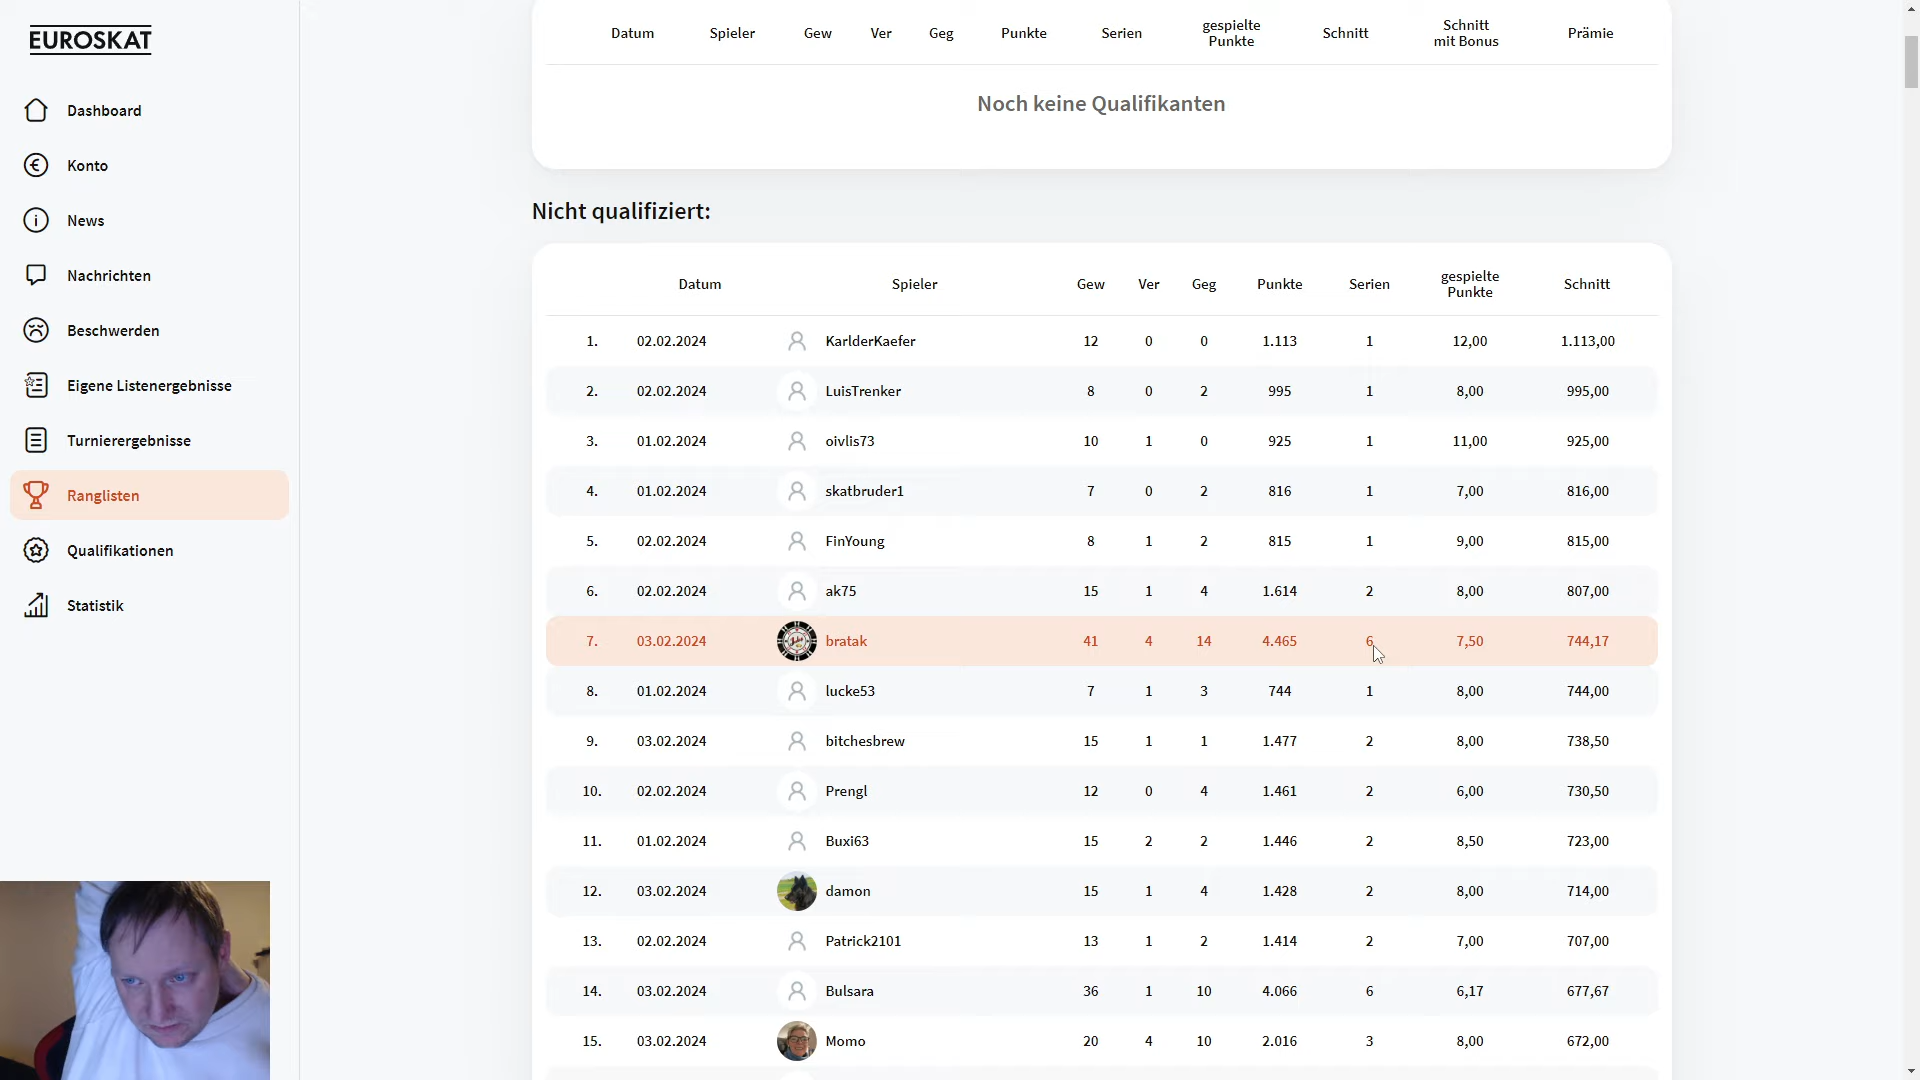 EUROSKAT
Dashboard
Konto
News
Nachrichten
Beschwerden
Eigene Listenergebnisse
Turnierergebnisse
Ranglisten
Qualifikationen
Statistik
Datum Spieler Gew Ver Geg Punkte Serien gespielte Punkte Schnitt Schnitt mit Bonus Prämie
Noch keine Qualifikanten
Nicht qualifiziert:
Datum Spieler Gew Ver Geg Punkte Serien gespielte Punkte Schnitt
1. 02.02.2024 KarlderKaefer 12 0 0 1.113 1 12,00 1.113,00
2. 02.02.2024 LuisTrenker 8 0 2 995 1 8,00 995,00
3. 01.02.2024 oivlis73 10 1 0 925 1 11,00 925,00
4. 01.02.2024 skatbruder1 7 0 2 816 1 7,00 816,00
5. 02.02.2024 FinYoung 8 1 2 815 1 9,00 815,00
6. 02.02.2024 ak75 15 1 4 1.614 2 8,00 807,00
7. 03.02.2024 bratak 41 4 14 4.465 6 7,50 744,17
8. 01.02.2024 lucke53 7 1 3 744 1 8,00 744,00
9. 03.02.2024 bitchesbrew 15 1 1 1.477 2 8,00 738,50
10. 02.02.2024 Prengl 12 0 4 1.461 2 6,00 730,50
11. 01.02.2024 Buxi63 15 2 2 1.446 2 8,50 723,00
12. 03.02.2024 damon 15 1 4 1.428 2 8,00 714,00
13. 02.02.2024 Patrick2101 13 1 2 1.414 2 7,00 707,00
14. 03.02.2024 Bulsara 36 1 10 4.066 6 6,17 677,67
15. 03.02.2024 Momo 20 4 10 2.016 3 8,00 672,00